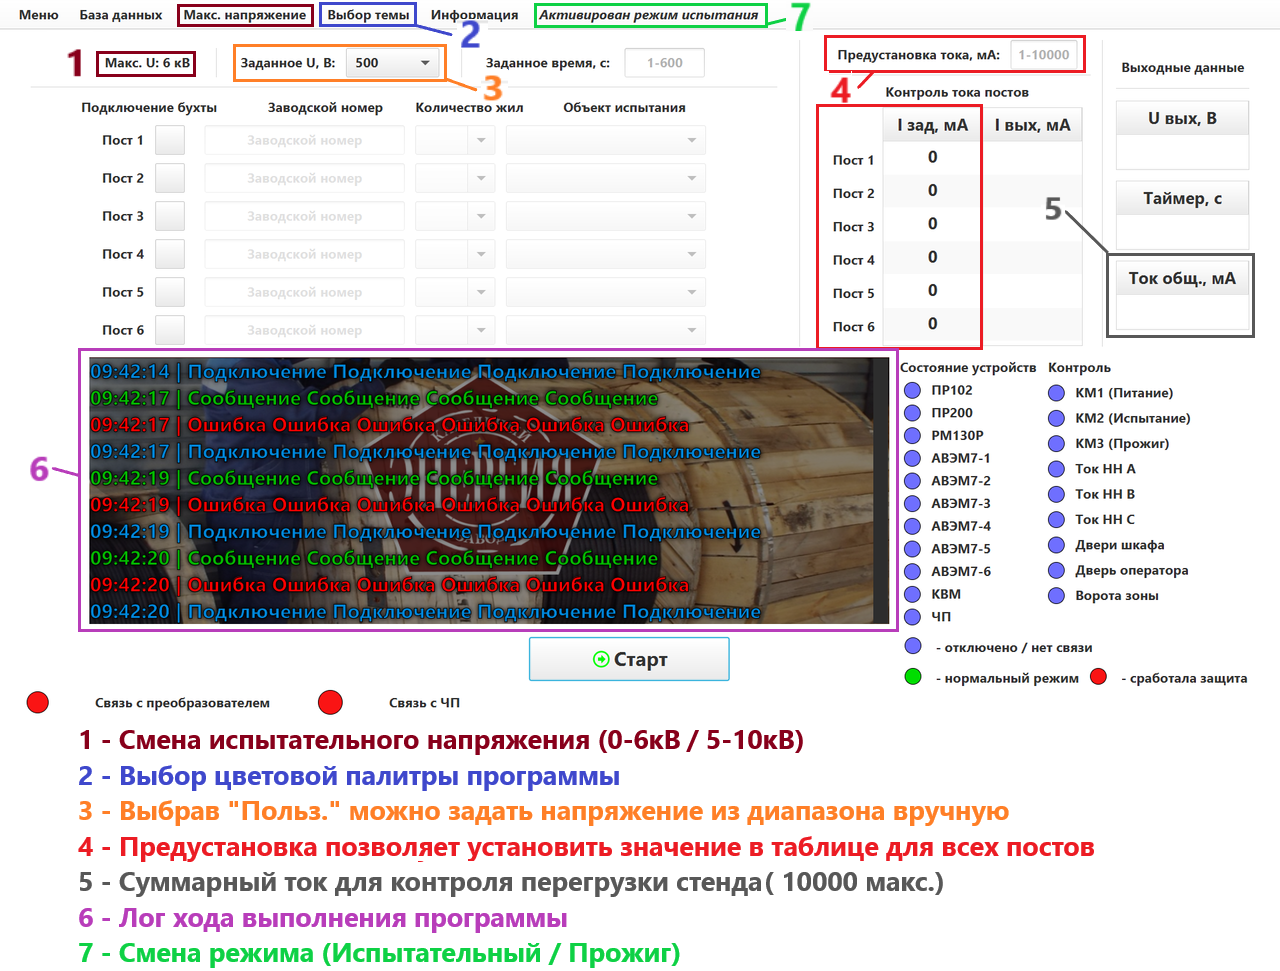 Меню База данных Макс. напряжение Выбор темы Информация Активирован режим испытания 7
2
1 Макс. U: 6 кВ Заданное U, В: 500 Заданное время, с: 1-600 Предустановка тока, мА: 1-10000 Выходные данные
3 4
Подключение бухты Заводской номер Количество жил Объект испытания Контроль тока постов
I зад, мА I вых, мА U вых, В
Пост 1 Заводской номер
Пост 2 Заводской номер
Пост 3 Заводской номер
Пост 4 Заводской номер
Пост 5 Заводской номер
Пост 6 Заводской номер
Пост 1 0
Пост 2 0
Пост 3 0
Пост 4 0
Пост 5 0
Пост 6 0
Таймер, с
5
Ток общ., мА
6
09:42:14 | Подключение Подключение Подключение Подключение
09:42:17 | Сообщение Сообщение Сообщение Сообщение
09:42:17 | Ошибка Ошибка Ошибка Ошибка Ошибка Ошибка
09:42:17 | Подключение Подключение Подключение Подключение
09:42:19 | Сообщение Сообщение Сообщение Сообщение
09:42:19 | Ошибка Ошибка Ошибка Ошибка Ошибка Ошибка
09:42:19 | Подключение Подключение Подключение Подключение
09:42:20 | Сообщение Сообщение Сообщение Сообщение
09:42:20 | Ошибка Ошибка Ошибка Ошибка Ошибка Ошибка
09:42:20 | Подключение Подключение Подключение Подключение
Состояние устройств
ПР102
ПР200
РМ130Р
АВЭМ7-1
АВЭМ7-2
АВЭМ7-3
АВЭМ7-4
АВЭМ7-5
АВЭМ7-6
КВМ
ЧП
Контроль
КМ1 (Питание)
КМ2 (Испытание)
КМ3 (Прожиг)
Ток НН А
Ток НН В
Ток НН С
Двери шкафа
Дверь оператора
Ворота зоны
- отключено / нет связи
- нормальный режим - сработала защита
Старт
Связь с преобразователем Связь с ЧП
1 - Смена испытательного напряжения (0-6кВ / 5-10кВ)
2 - Выбор цветовой палитры программы
3 - Выбрав "Польз." можно задать напряжение из диапазона вручную
4 - Предустановка позволяет установить значение в таблице для всех постов
5 - Суммарный ток для контроля перегрузки стенда( 10000 макс.)
6 - Лог хода выполнения программы
7 - Смена режима (Испытательный / Прожиг)